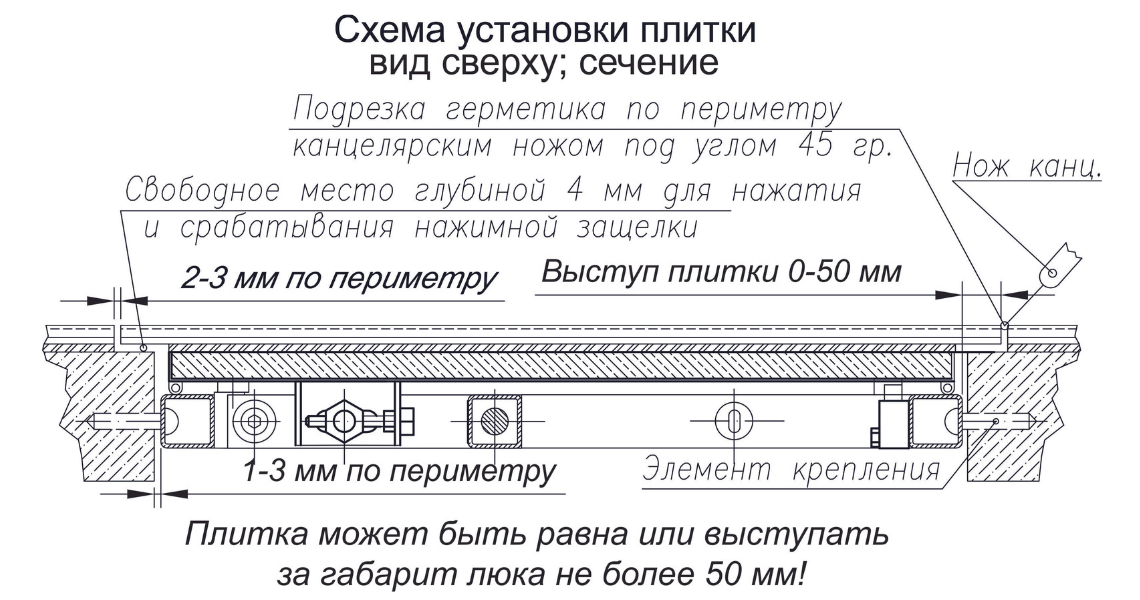 Схема установки плитки
вид сверху; сечение
Подрезка герметика по периметру
канцелярским ножом под углом 45 гр.
Нож канц.
Свободное место глубиной 4 мм для нажатия
и срабатывания нажимной защелки
2-3 мм по периметру
Выступ плитки 0-50 мм
1-3 мм по периметру
Элемент крепления
Плитка может быть равна или выступать
за габарит люка не более 50 мм!